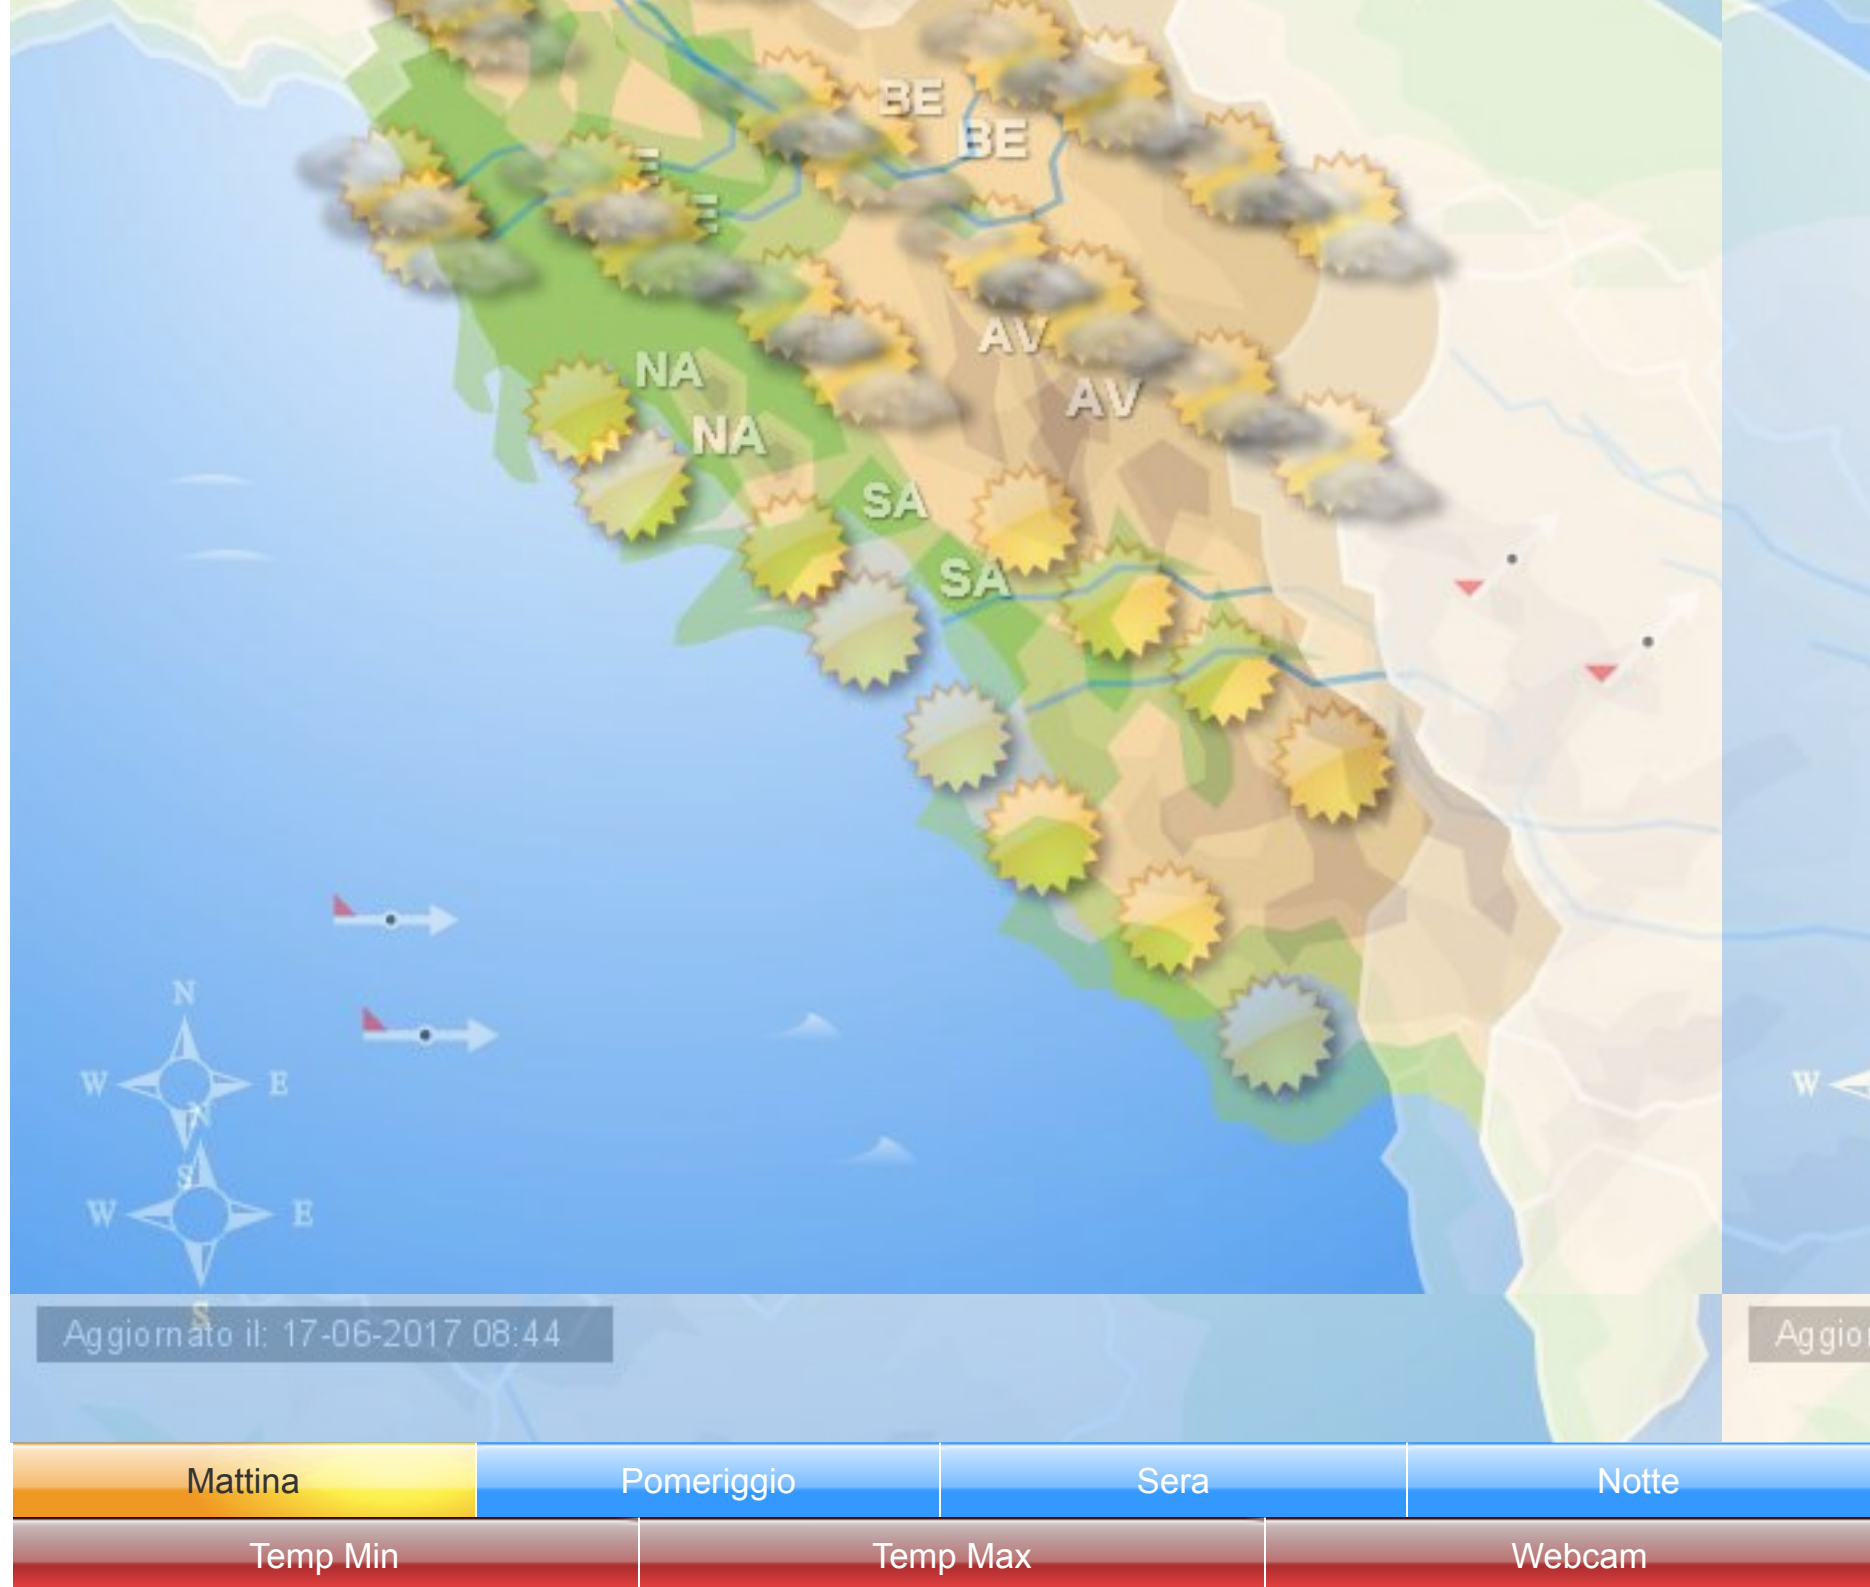 BE
BE
E
E
AV
NA
AV
NA
SA
SA
N
W E
N
S
W E
W
S
Aggiornato il: 17-06-2017 08:44
Mattina Pomeriggio Sera Notte
Temp Min Temp Max Webcam